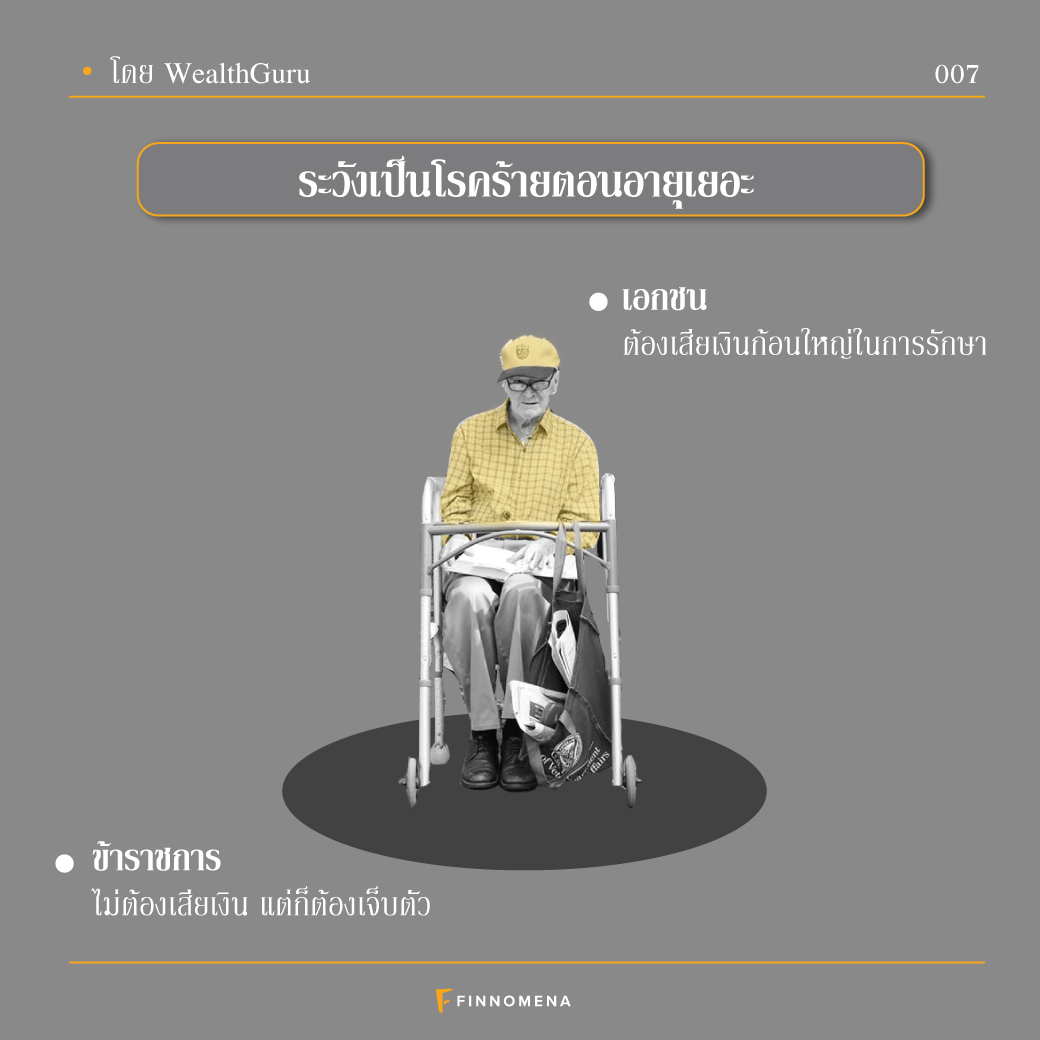 โดย WealthGuru
007
ระวังเป็นโรคร้ายตอนอายุเยอะ
เอกชน
ต้องเสียเงินก้อนใหญ่ในการรักษา
of Vet
ffairs
ข้าราชการ
ไม่ต้องเสียเงิน แต่ก็ต้องเจ็บตัว
FINNOMENA